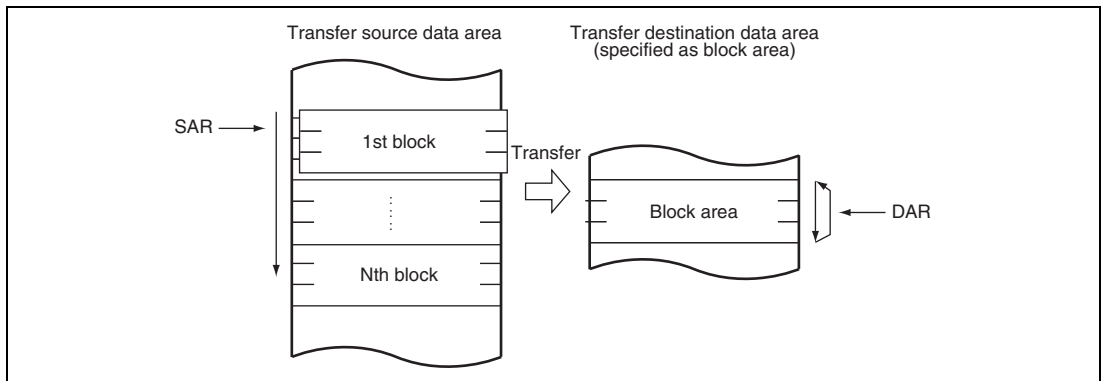 Transfer source data area
Transfer destination data area
(specified as block area)
SAR
1st block
Transfer
Block area
DAR
Nth block